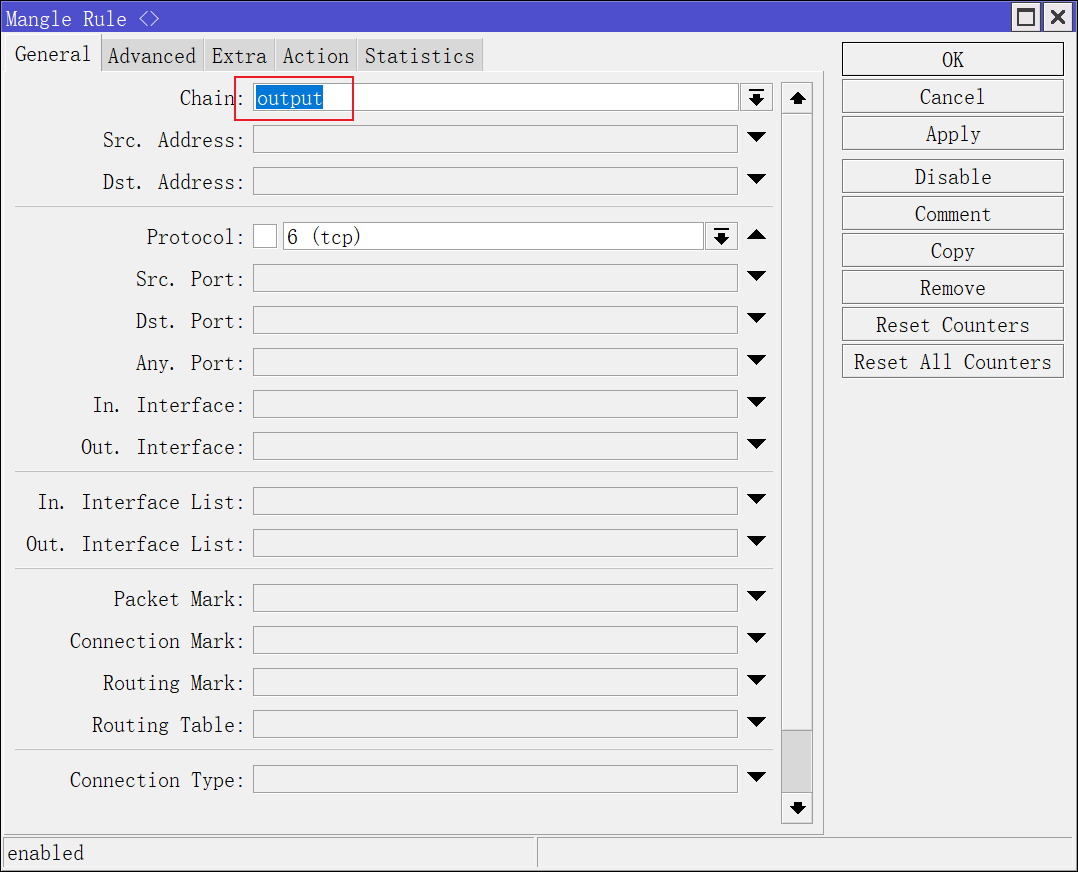 Mangle Rule <>
General Advanced Extra Action Statistics
Chain: output
Src. Address:
Dst. Address:
Protocol: 6 (tcp)
Src. Port:
Dst. Port:
Any. Port:
In. Interface:
Out. Interface:
In. Interface List:
Out. Interface List:
Packet Mark:
Connection Mark:
Routing Mark:
Routing Table:
Connection Type:
OK
Cancel
Apply
Disable
Comment
Copy
Remove
Reset Counters
Reset All Counters
enabled